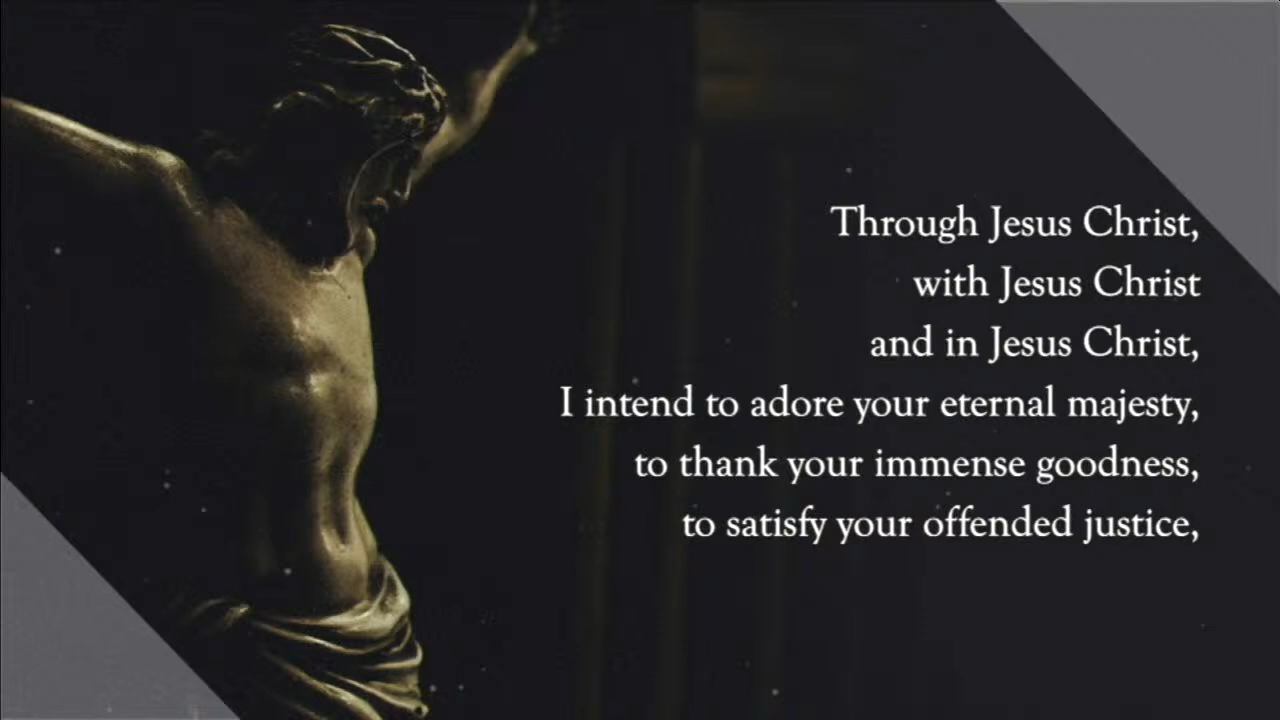 Through Jesus Christ,
with Jesus Christ
and in Jesus Christ,
I intend to adore your eternal majesty,
to thank your immense goodness,
to satisfy your offended justice,